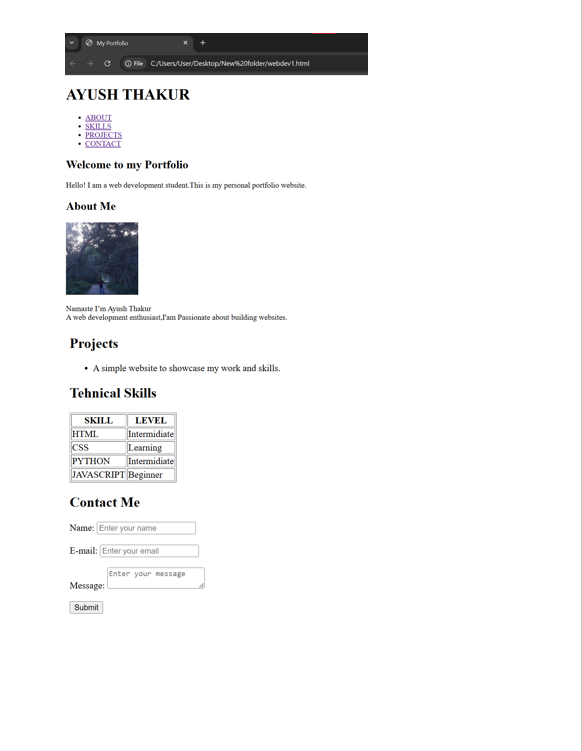 My Portfolio
File C:/Users/User/Desktop/New%20folder/webdev1.html
AYUSH THAKUR
• ABOUT
• SKILLS
• PROJECTS
• CONTACT
Welcome to my Portfolio
Hello! I am a web development student.This is my personal portfolio website.
About Me
Namaste I'm Ayush Thakur
A web development enthusiast,I'am Passionate about building websites.
Projects
• A simple website to showcase my work and skills.
Tehnical Skills
SKILL LEVEL
HTML Intermidiate
CSS Learning
PYTHON Intermidiate
JAVASCRIPT Beginner
Contact Me
Name: Enter your name
E-mail: Enter your email
Message: Enter your message
Submit